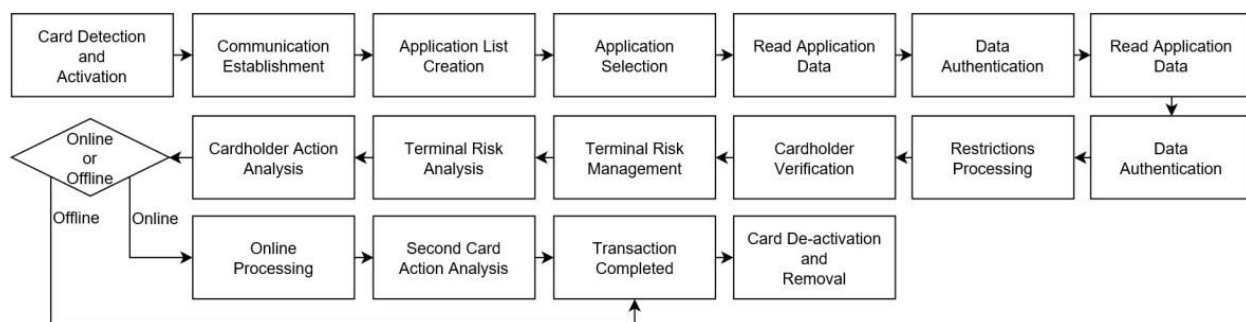 Card Detection
and
Activation
Communication
Establishment
Application List
Creation
Application
Selection
Read Application
Data
Data
Authentication
Read Application
Data
Online
or
Offline
Cardholder Action
Analysis
Terminal Risk
Analysis
Terminal Risk
Management
Cardholder
Verification
Restrictions
Processing
Data
Authentication
Offline
Online
Online
Processing
Second Card
Action Analysis
Transaction
Completed
Card De-activation
and
Removal